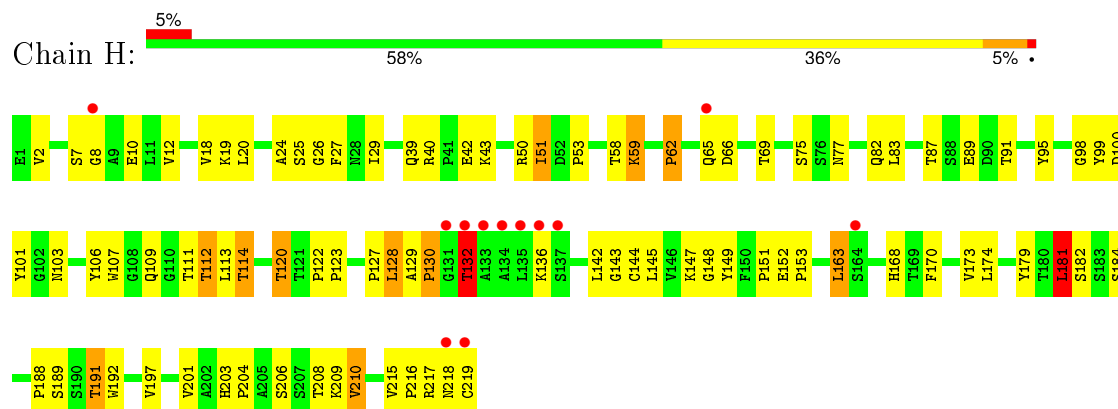 5%
Chain H:
58% 36% 5% •
E1 V2 S7 G8 A9 E10 L11 V12 V18 K19 L20 A24 S25 G26 F27 N28 I29 Q39 R40 P41 E42 K43 R50 I51 D52 P53 T58 K59 P62 Q65 D66 T69 S75 S76 N77 Q82 L83 T87 S88 E89 D90 T91 Y95 G98 Y99 D100
Y101 G102 N103 Y106 W107 G108 Q109 G110 T111 T112 L113 T114 T120 T121 P122 P123 P127 L128 A129 P130 G131 T132 A133 A134 L135 K136 S137 L142 G143 C144 L145 V146 K147 G148 Y149 F150 P151 E152 P153 L163 S164 H168 T169 F170 V173 L174 Y179 T180 L181 S182 S183 S184
P188 S189 S190 T191 W192 V197 V201 A202 H203 P204 A205 S206 S207 T208 K209 V210 V215 P216 R217 N218 C219